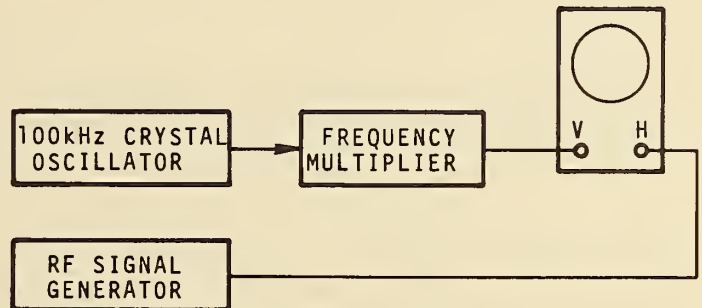 100kHz CRYSTAL
OSCILLATOR
FREQUENCY
MULTIPLIER
V H
RF SIGNAL
GENERATOR